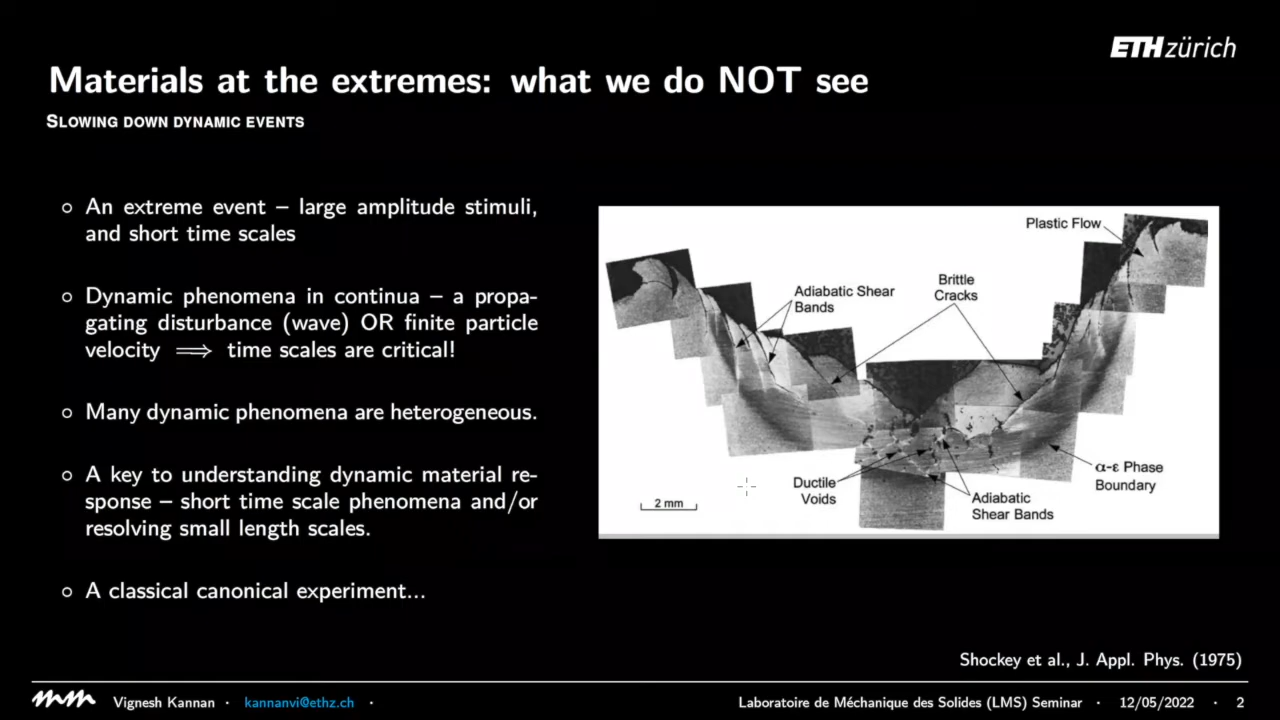 ETH zürich
Materials at the extremes: what we do NOT see
SLOWING DOWN DYNAMIC EVENTS
An extreme event – large amplitude stimuli,
and short time scales
Dynamic phenomena in continua – a propa-
gating disturbance (wave) OR finite particle
velocity ⟹ time scales are critical!
Many dynamic phenomena are heterogeneous.
A key to understanding dynamic material re-
sponse – short time scale phenomena and/or
resolving small length scales.
A classical canonical experiment...
Plastic Flow
Adiabatic Shear
Bands
Brittle
Cracks
Ductile
Voids
Adiabatic
Shear Bands
α-ε Phase
Boundary
2 mm
Shockey et al., J. Appl. Phys. (1975)
Vignesh Kannan · kannanvi@ethz.ch ·
Laboratoire de Méchanique des Solides (LMS) Seminar · 12/05/2022 · 2